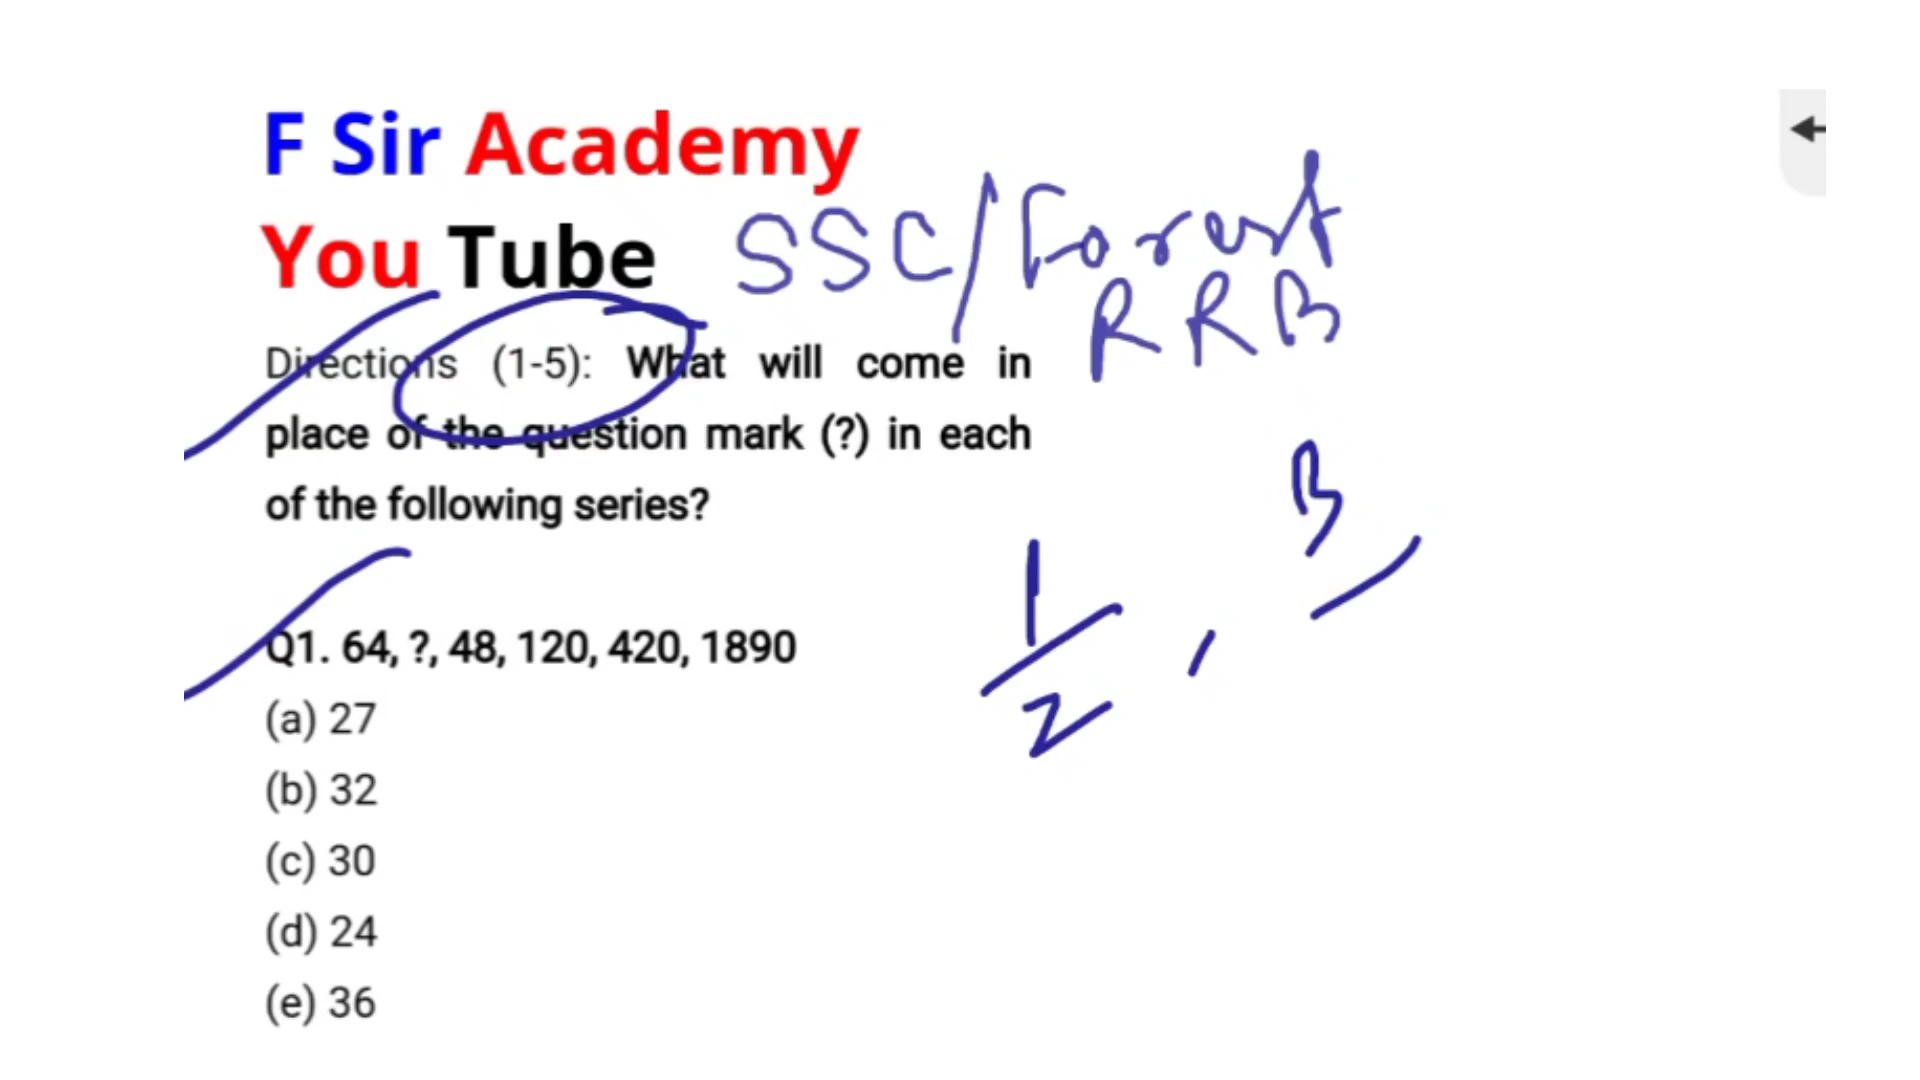 F Sir Academy
You Tube SSC/Forest
RRB
Directions (1-5): What will come in
place of the question mark (?) in each
of the following series?
Q1. 64, ?, 48, 120, 420, 1890
1/2 ,
(a) 27
(b) 32
(c) 30
(d) 24
(e) 36